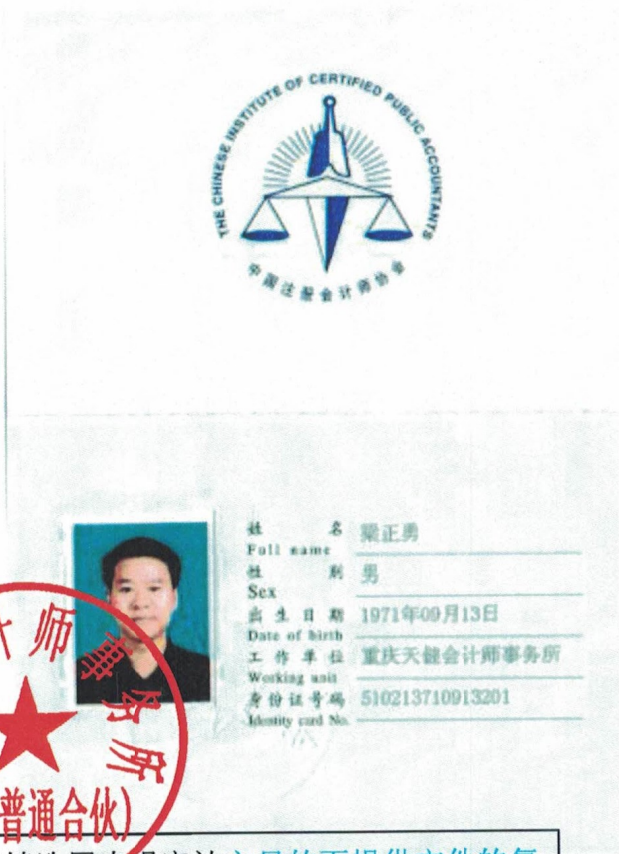 THE CHINESE INSTITUTE OF CERTIFIED PUBLIC ACCOUNTANTS
中国注册会计师协会
姓 名 梁正勇
Full name
性 别 男
Sex
出 生 日 期 1971年09月13日
Date of birth
工 作 单 位 重庆天健会计师事务所
Working unit
身 份 证 号 码 510213710913201
Identity card No.
计师事务所
普通合伙)